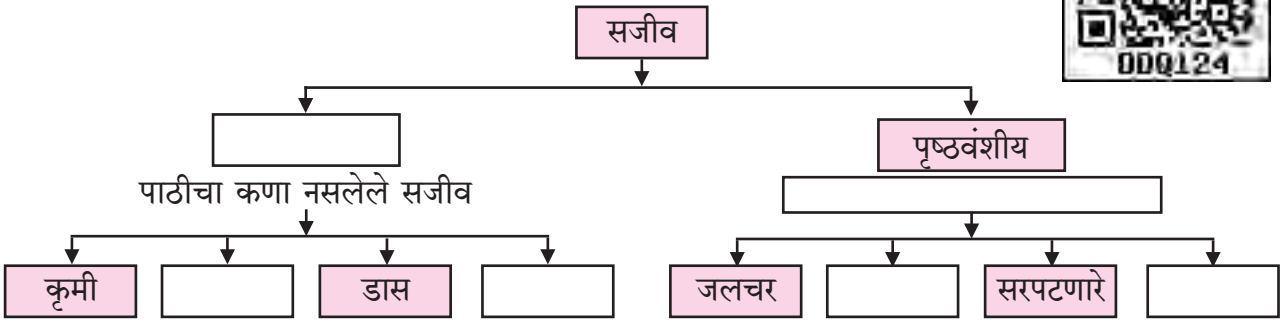 सजीव
ODQ124
पृष्ठवंशीय
पाठीचा कणा नसलेले सजीव
कृमी
डास
जलचर
सरपटणारे